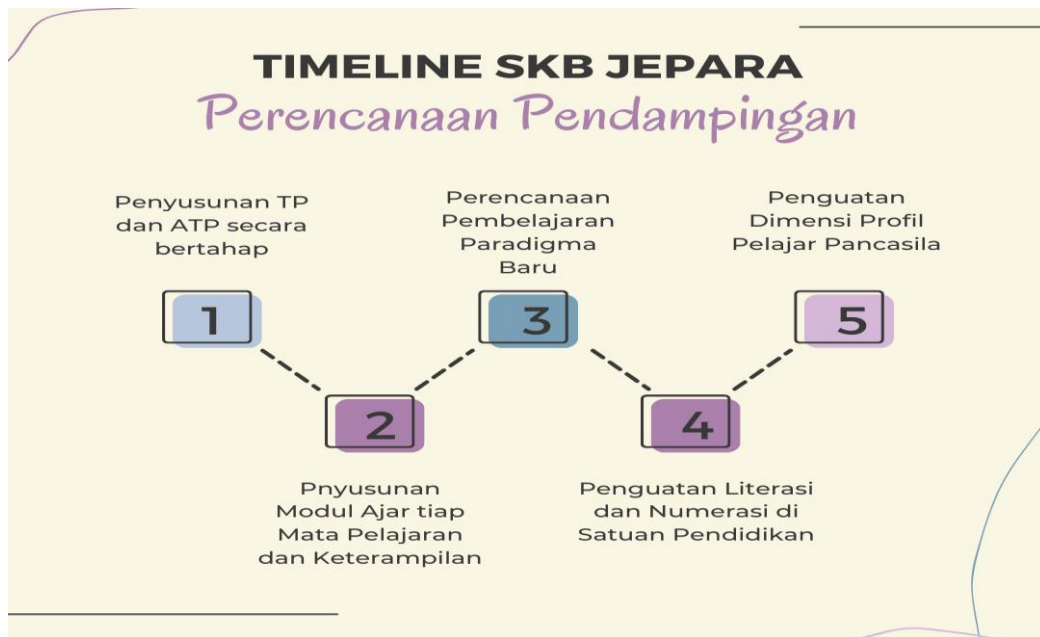 TIMELINE SKB JEPARA
Perencanaan Pendampingan
Penyusunan TP
dan ATP secara
bertahap
1
Pnyusunan
Modul Ajar tiap
Mata Pelajaran
dan Keterampilan
2
Perencanaan
Pembelajaran
Paradigma
Baru
3
Penguatan Literasi
dan Numerasi di
Satuan Pendidikan
4
Penguatan
Dimensi Profil
Pelajar Pancasila
5